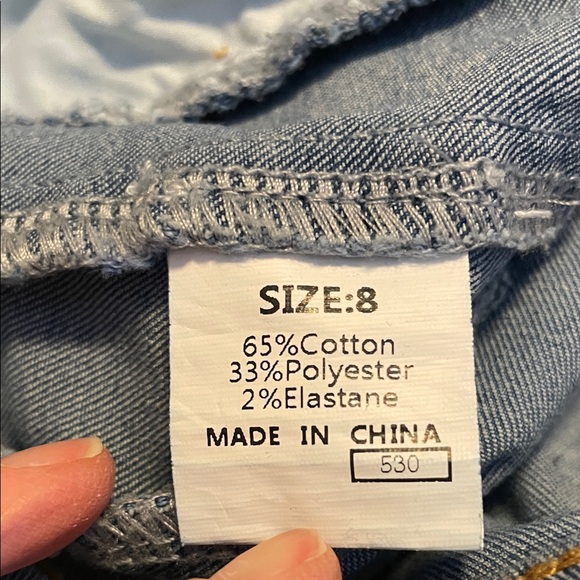 SIZE:8
65%Cotton
33%Polyester
2%Elastane
MADE IN CHINA
530